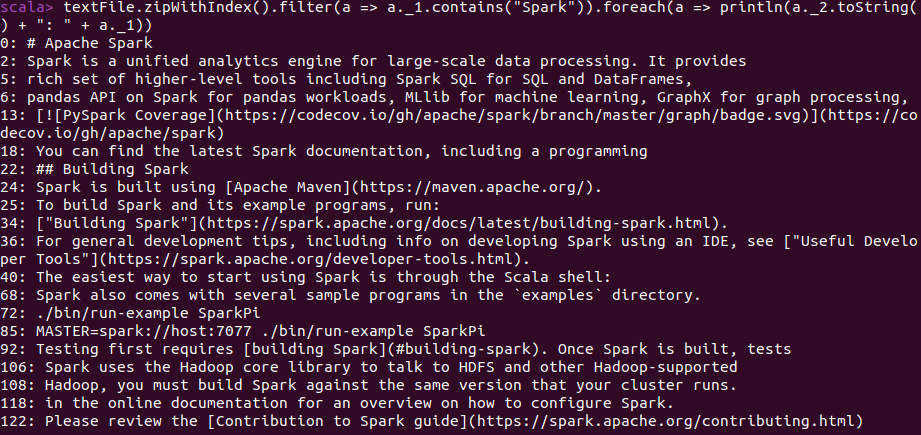 scala> textFile.zipWithIndex().filter(a => a._1.contains("Spark")).foreach(a => println(a._2.toString(
) + ": " + a._1))
0: # Apache Spark
2: Spark is a unified analytics engine for large-scale data processing. It provides
5: rich set of higher-level tools including Spark SQL for SQL and DataFrames,
6: pandas API on Spark for pandas workloads, MLlib for machine learning, GraphX for graph processing,
13: [![PySpark Coverage](https://codecov.io/gh/apache/spark/branch/master/graph/badge.svg)](https://co
decov.io/gh/apache/spark)
18: You can find the latest Spark documentation, including a programming
22: ## Building Spark
24: Spark is built using [Apache Maven](https://maven.apache.org/).
25: To build Spark and its example programs, run:
34: ["Building Spark"](https://spark.apache.org/docs/latest/building-spark.html).
36: For general development tips, including info on developing Spark using an IDE, see ["Useful Develo
per Tools"](https://spark.apache.org/developer-tools.html).
40: The easiest way to start using Spark is through the Scala shell:
68: Spark also comes with several sample programs in the `examples` directory.
72: ./bin/run-example SparkPi
85: MASTER=spark://host:7077 ./bin/run-example SparkPi
92: Testing first requires [building Spark](#building-spark). Once Spark is built, tests
106: Spark uses the Hadoop core library to talk to HDFS and other Hadoop-supported
108: Hadoop, you must build Spark against the same version that your cluster runs.
118: in the online documentation for an overview on how to configure Spark.
122: Please review the [Contribution to Spark guide](https://spark.apache.org/contributing.html)